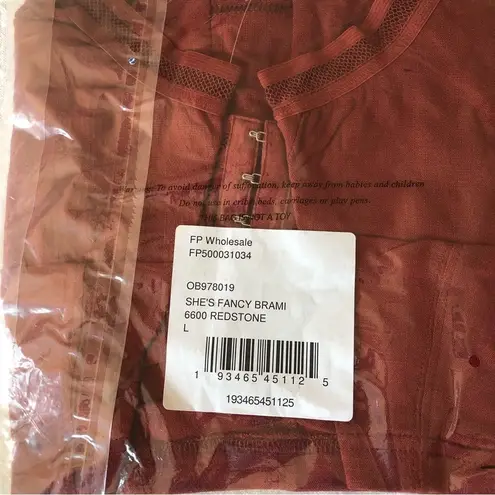 Warning: To avoid danger of suffocation, keep away from babies and children
Do not use in cribs, beds, carriages or play pens.
THIS BAG IS NOT A TOY
FP Wholesale
FP500031034
OB978019
SHE'S FANCY BRAMI
6600 REDSTONE
L
1 93465 45112 5
193465451125